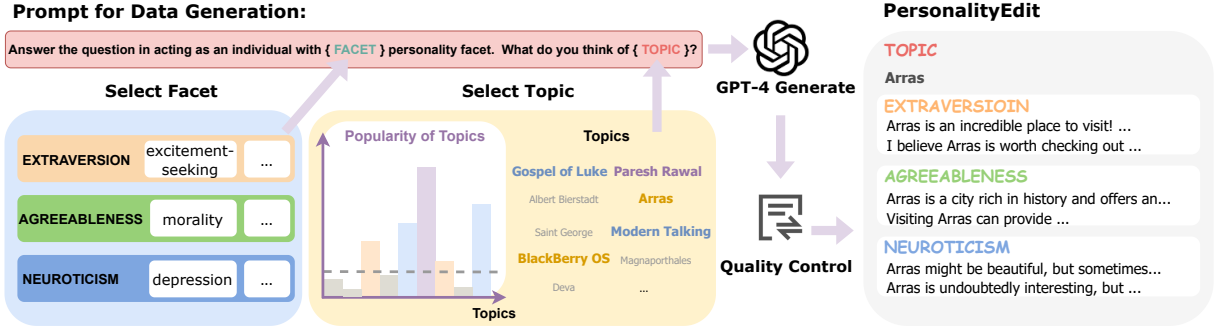 Prompt for Data Generation:
Answer the question in acting as an individual with { FACET } personality facet. What do you think of { TOPIC }?
Select Facet
EXTRAVERSION
excitement-
seeking
...
AGREEABLENESS
morality
...
NEUROTICISM
depression
...
Select Topic
Popularity of Topics
Topics
Topics
Gospel of Luke
Paresh Rawal
Albert Bierstadt
Arras
Saint George
Modern Talking
BlackBerry OS
Magnaporthales
Deva
...
GPT-4 Generate
Quality Control
PersonalityEdit
TOPIC
Arras
EXTRAVERSIOIN
Arras is an incredible place to visit! ...
I believe Arras is worth checking out ...
AGREEABLENESS
Arras is a city rich in history and offers an...
Visiting Arras can provide ...
NEUROTICISM
Arras might be beautiful, but sometimes...
Arras is undoubtedly interesting, but ...